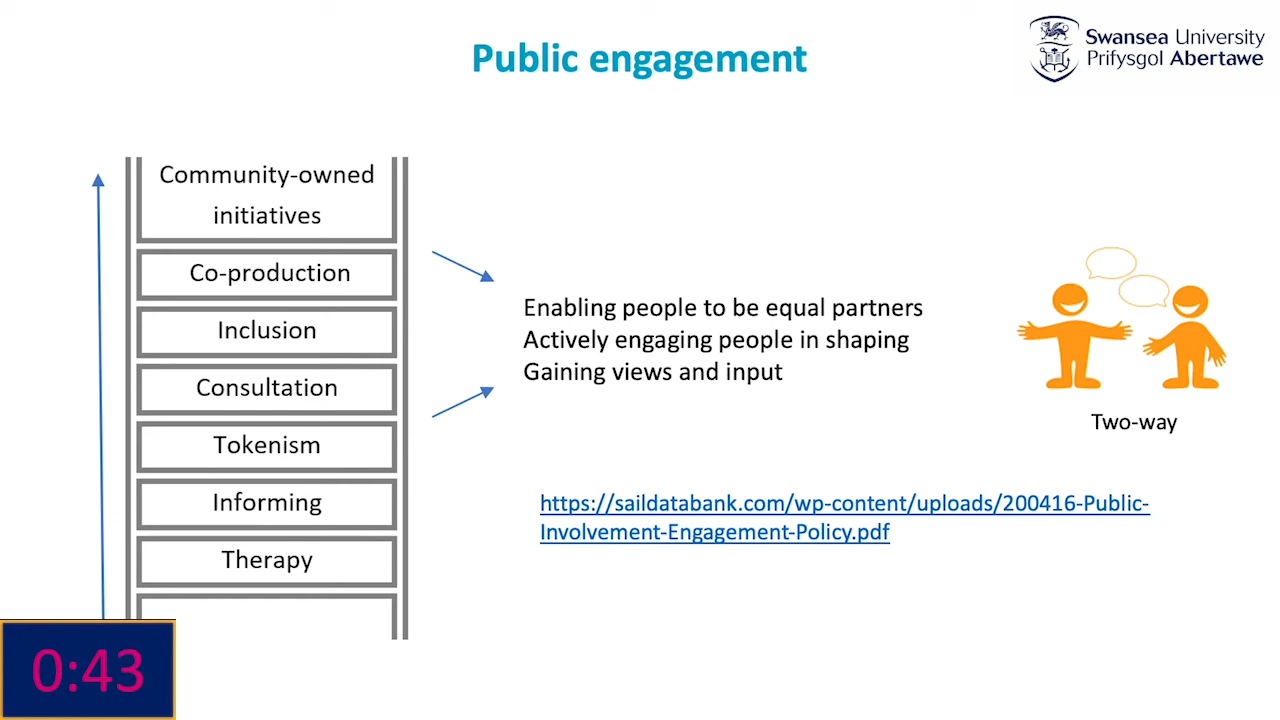 Public engagement
Swansea University
Prifysgol Abertawe
Community-owned
initiatives
Co-production
Inclusion
Consultation
Tokenism
Informing
Therapy
Enabling people to be equal partners
Actively engaging people in shaping
Gaining views and input
Two-way
https://saildatabank.com/wp-content/uploads/200416-Public-
Involvement-Engagement-Policy.pdf
0:43